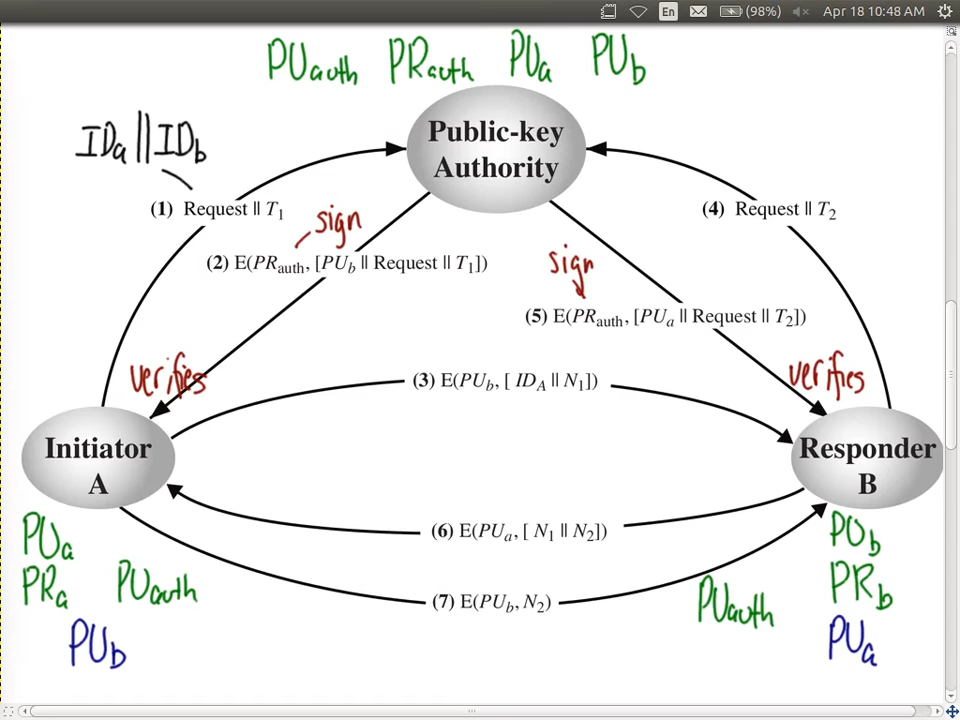 En (98%) Apr 18 10:48 AM
PUauth PRauth PUa PUb
Public-key
Authority
IDa||IDb
(1) Request || T1
(4) Request || T2
sign
(2) E(PRauth, [PUb || Request || T1])
sign
(5) E(PRauth, [PUa || Request || T2])
verifies
(3) E(PUb, [ IDA || N1])
verifies
Initiator
A
Responder
B
(6) E(PUa, [ N1 || N2])
(7) E(PUb, N2)
PUa
PRa PUauth
PUb
PUauth
PUb
PRb
PUa